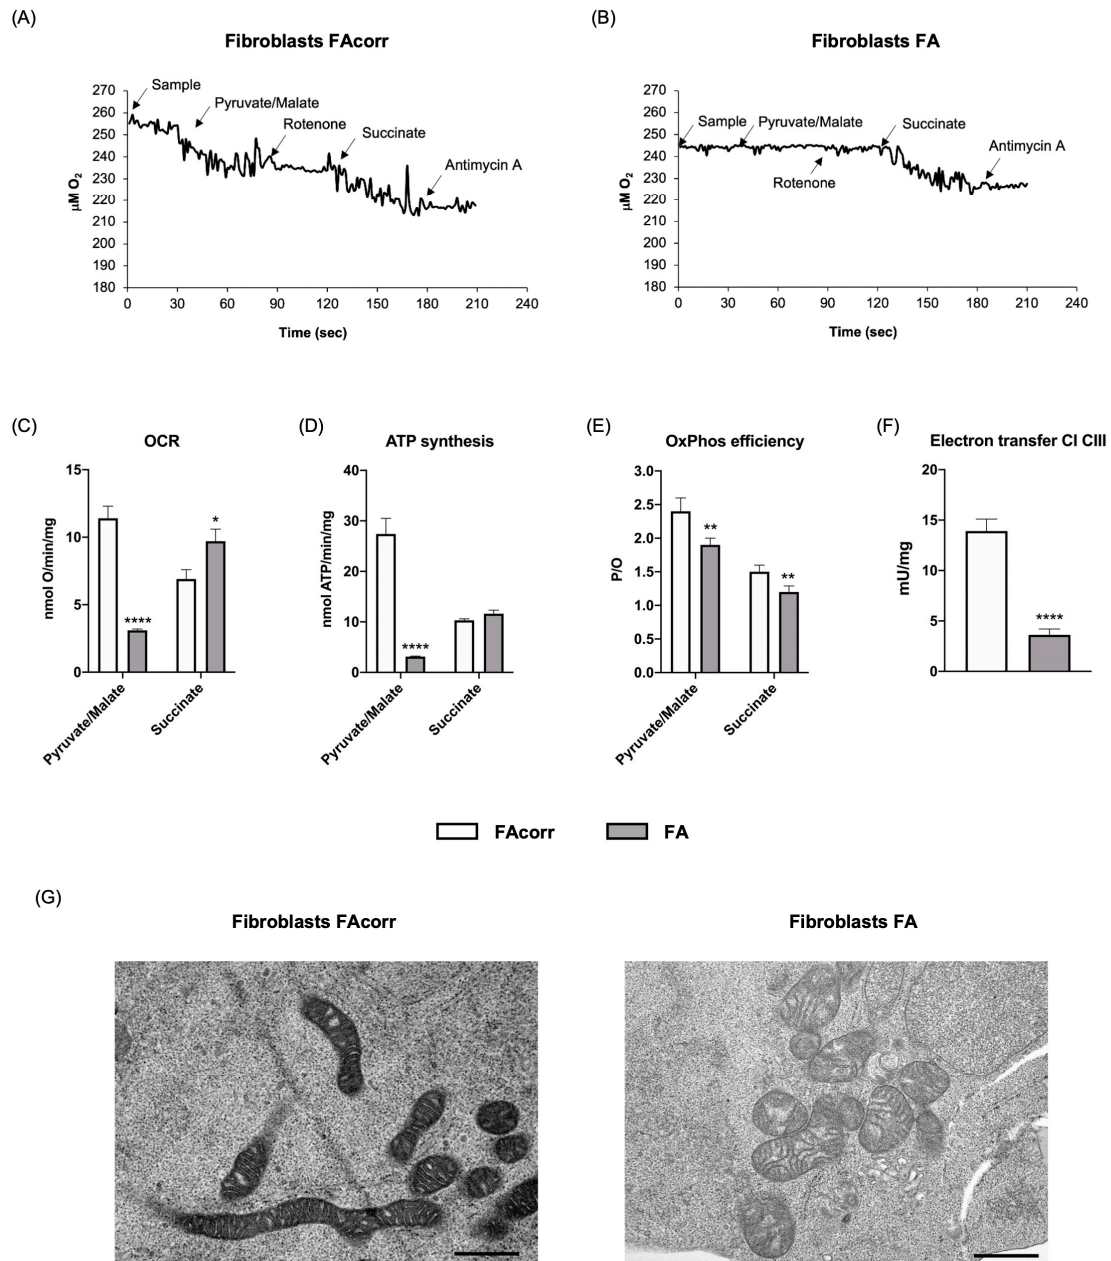 (A)
Fibroblasts FAcorr
270
260
250
240
230
220
210
200
190
180
μM O2
Sample
Pyruvate/Malate
Rotenone
Succinate
Antimycin A
0 30 60 90 120 150 180 210 240
Time (sec)
(B)
Fibroblasts FA
270
260
250
240
230
220
210
200
190
180
μM O2
Sample
Pyruvate/Malate
Rotenone
Succinate
Antimycin A
0 30 60 90 120 150 180 210 240
Time (sec)
(C)
OCR
15
10
5
0
nmol O/min/mg
****
*
Pyruvate/Malate
Succinate
(D)
ATP synthesis
40
30
20
10
0
nmol ATP/min/mg
****
Pyruvate/Malate
Succinate
(E)
OxPhos efficiency
3.0
2.5
2.0
1.5
1.0
0.5
0.0
P/O
**
**
Pyruvate/Malate
Succinate
(F)
Electron transfer CI CIII
20
15
10
5
0
mU/mg
****
FAcorr
FA
(G)
Fibroblasts FAcorr
Fibroblasts FA